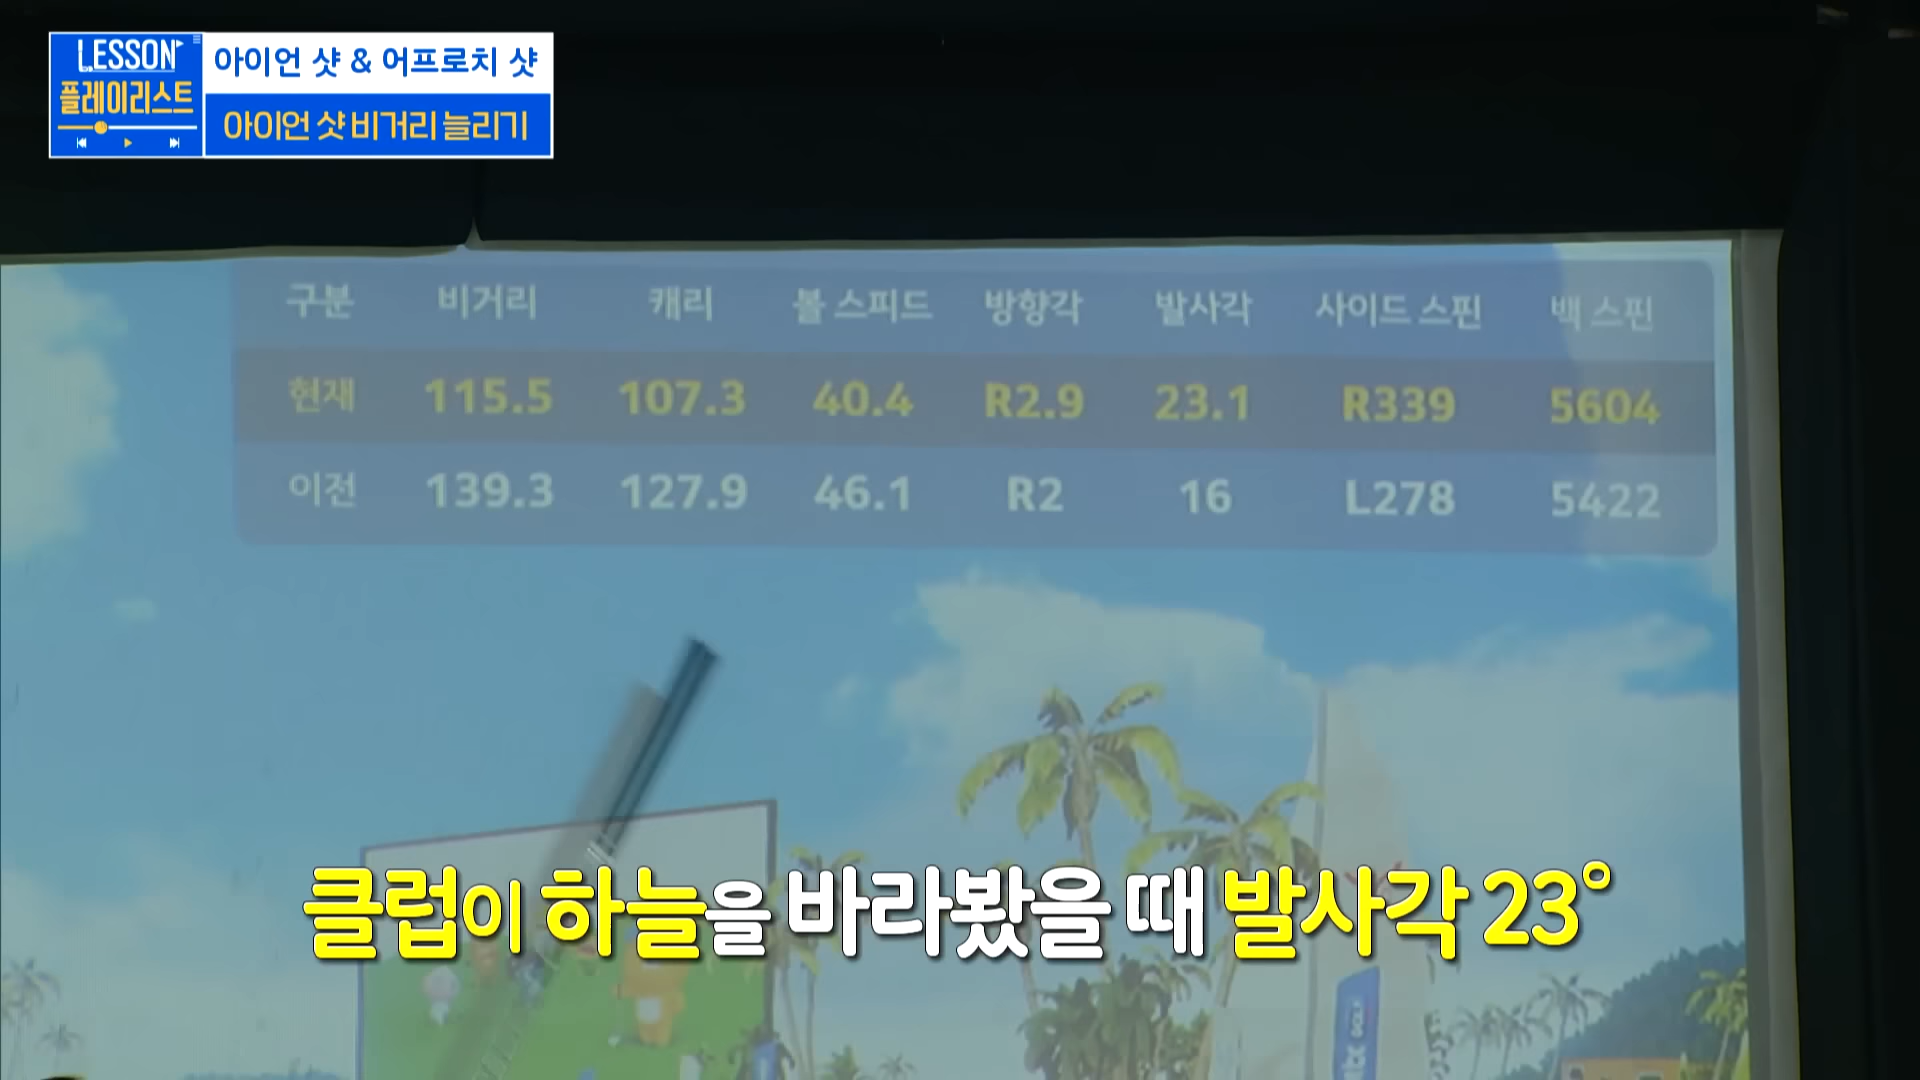 LESSON
플레이리스트
아이언 샷 & 어프로치 샷
아이언 샷 비거리 늘리기
구분 비거리 캐리 볼 스피드 방향각 발사각 사이드 스핀 백 스핀
현재 115.5 107.3 40.4 R2.9 23.1 R339 5604
이전 139.3 127.9 46.1 R2 16 L278 5422
클럽이 하늘을 바라봤을 때 발사각 23°